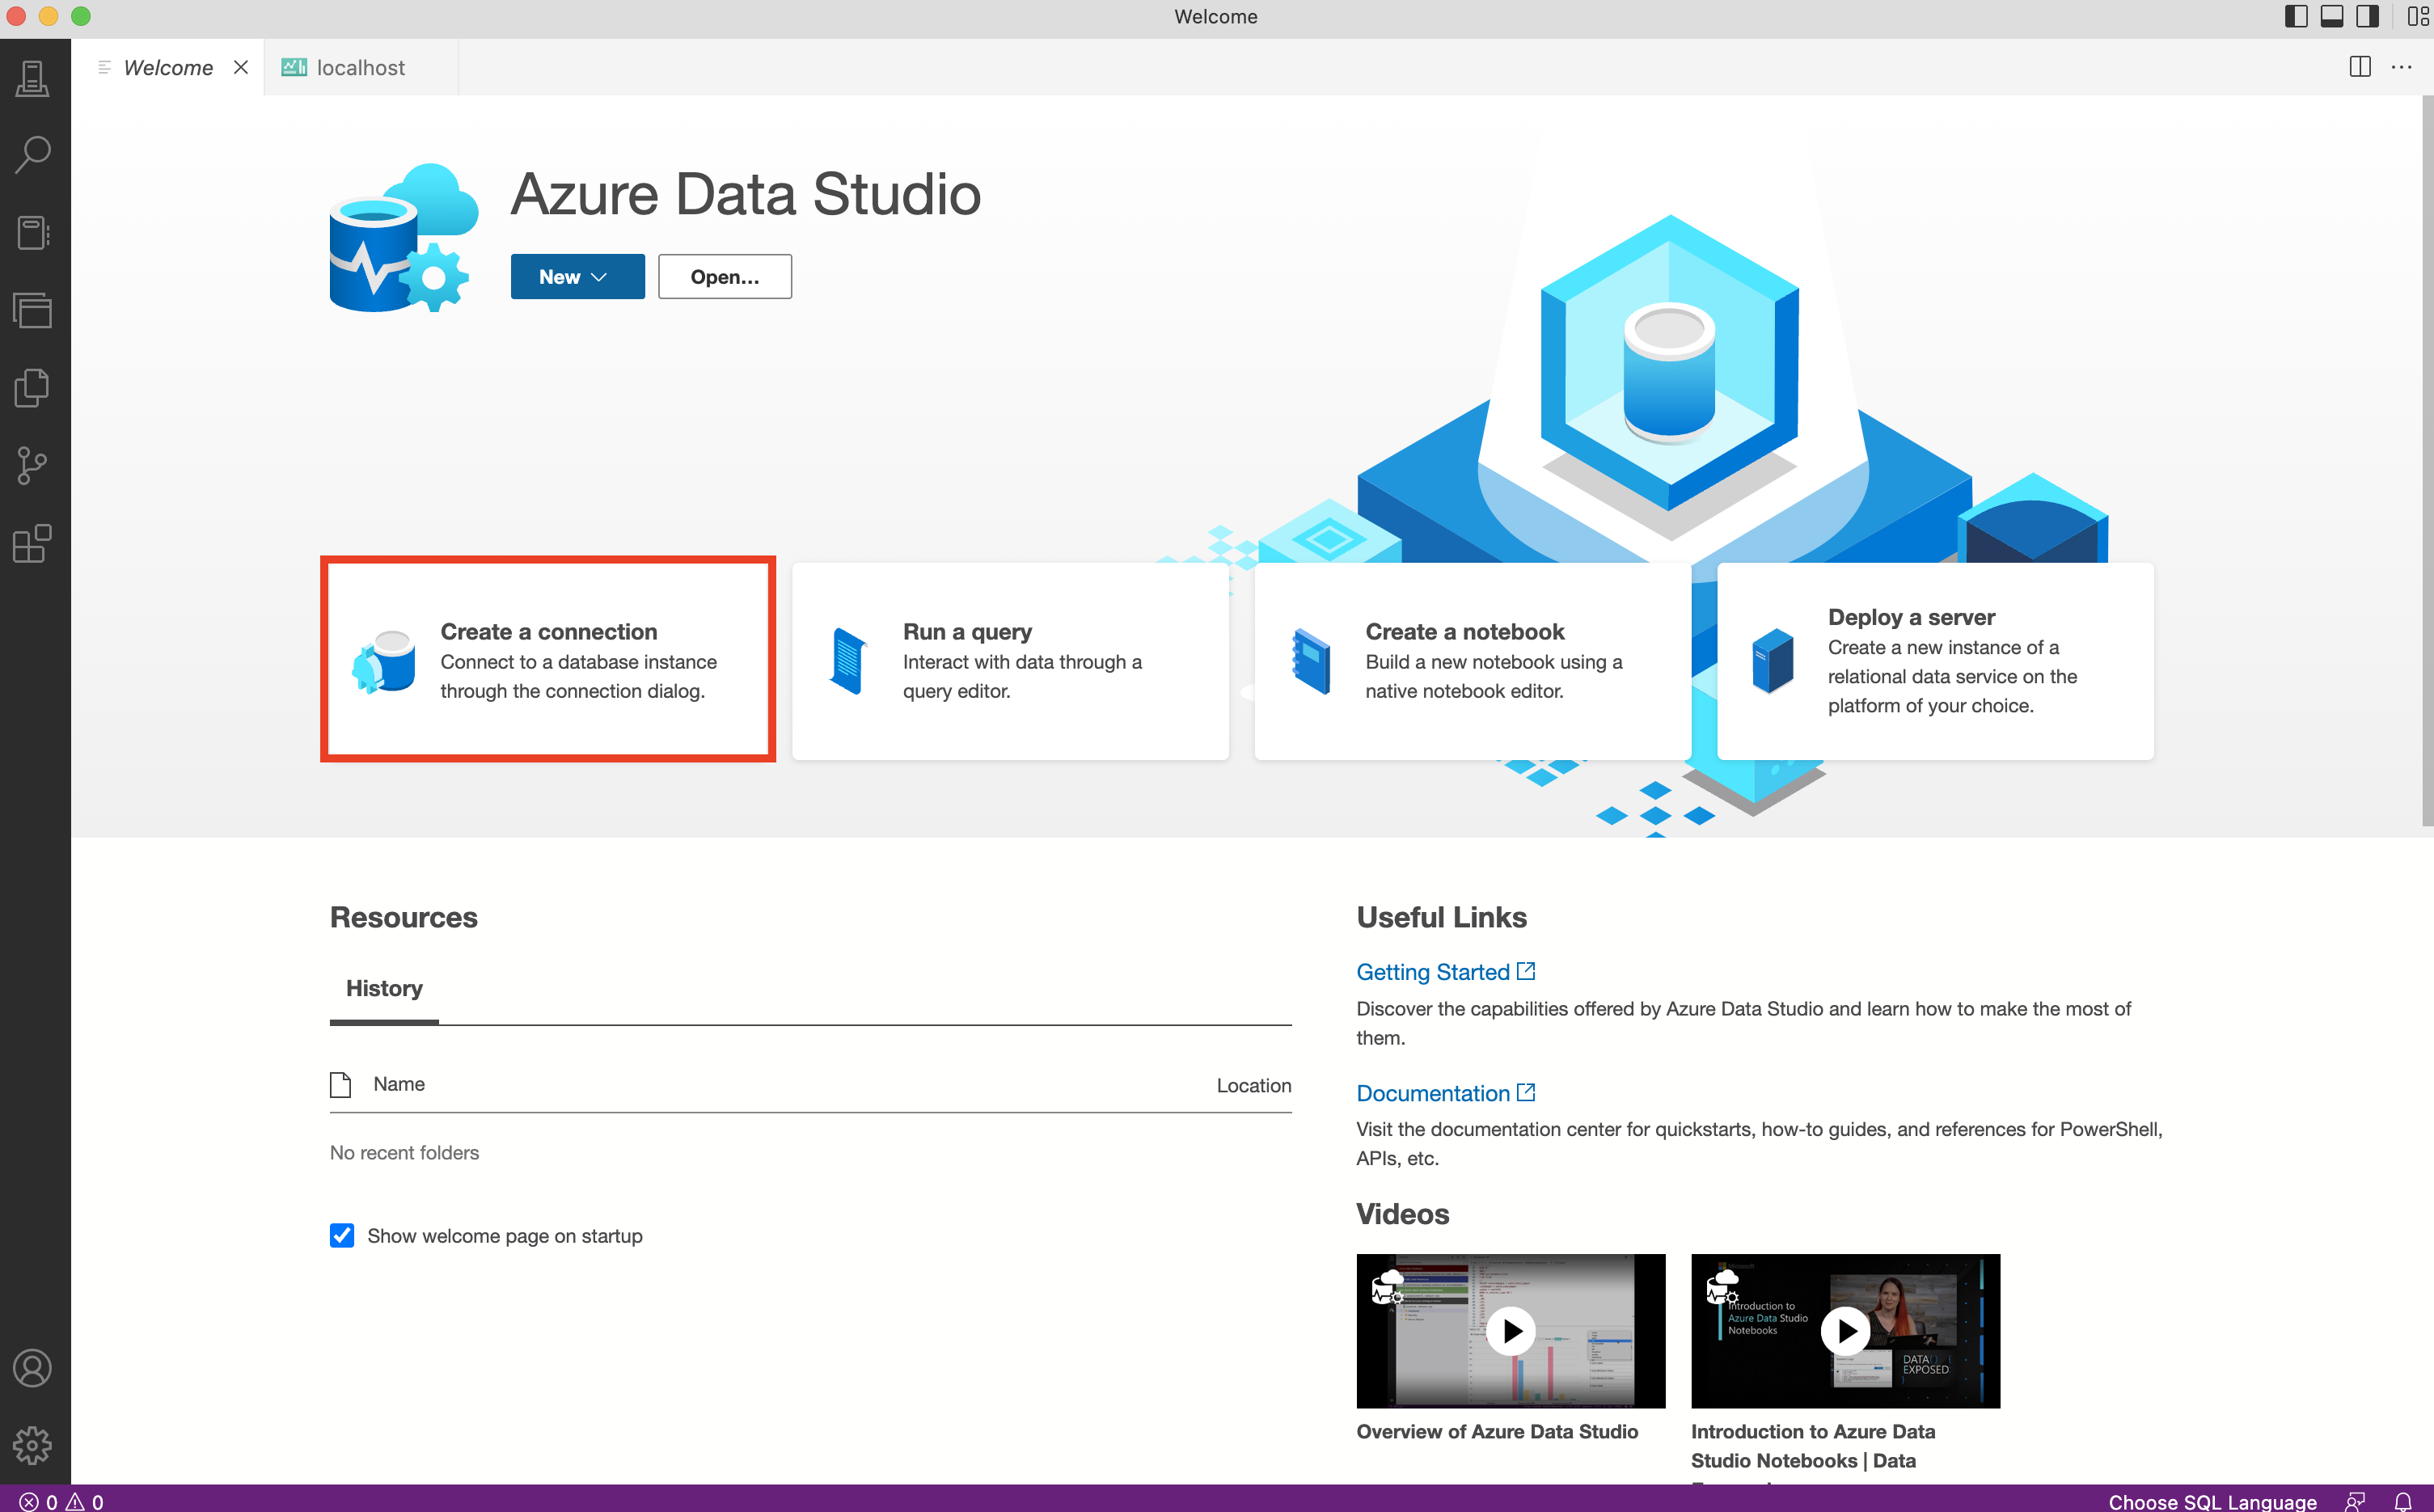 Welcome
Welcome
localhost
Azure Data Studio
New
Open...
Create a connection
Connect to a database instance
through the connection dialog.
Run a query
Interact with data through a
query editor.
Create a notebook
Build a new notebook using a
native notebook editor.
Deploy a server
Create a new instance of a
relational data service on the
platform of your choice.
Resources
History
Name
Location
No recent folders
Show welcome page on startup
Useful Links
Getting Started
Discover the capabilities offered by Azure Data Studio and learn how to make the most of
them.
Documentation
Visit the documentation center for quickstarts, how-to guides, and references for PowerShell,
APIs, etc.
Videos
Microsoft
Introduction to
Azure Data Studio
Notebooks
DATA
EXPOSED
Overview of Azure Data Studio
Introduction to Azure Data
Studio Notebooks | Data
0
0
Choose SQL Language